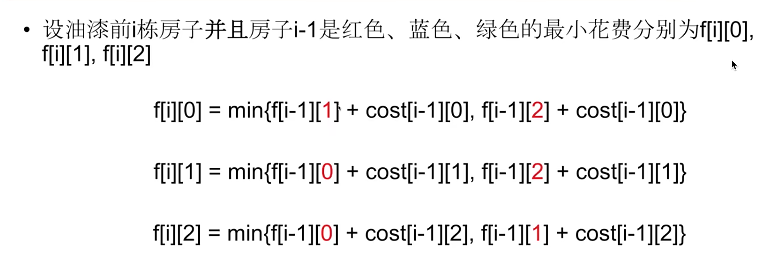 • 设油漆前i栋房子并且房子i-1是红色、蓝色、绿色的最小花费分别为f[i][0],
f[i][1], f[i][2]
f[i][0] = min{f[i-1][1] + cost[i-1][0], f[i-1][2] + cost[i-1][0]}
f[i][1] = min{f[i-1][0] + cost[i-1][1], f[i-1][2] + cost[i-1][1]}
f[i][2] = min{f[i-1][0] + cost[i-1][2], f[i-1][1] + cost[i-1][2]}